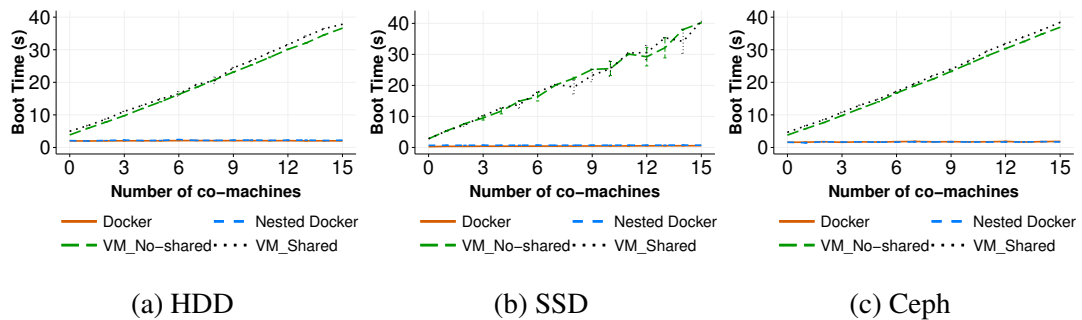 Boot Time (s)
40
30
20
10
0
0 3 6 9 12 15
Number of co−machines
Docker Nested Docker
VM_No−shared VM_Shared
(a) HDD
Boot Time (s)
40
30
20
10
0
0 3 6 9 12 15
Number of co−machines
Docker Nested Docker
VM_No−shared VM_Shared
(b) SSD
Boot Time (s)
40
30
20
10
0
0 3 6 9 12 15
Number of co−machines
Docker Nested Docker
VM_No−shared VM_Shared
(c) Ceph